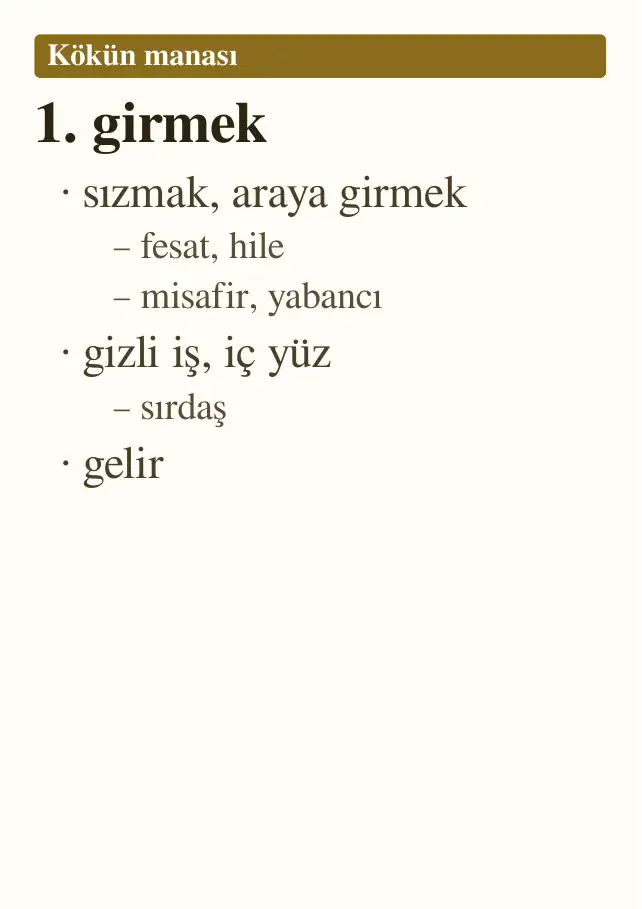 Kökün manası
1. girmek
· sızmak, araya girmek
– fesat, hile
– misafir, yabancı
· gizli iş, iç yüz
– sırdaş
· gelir